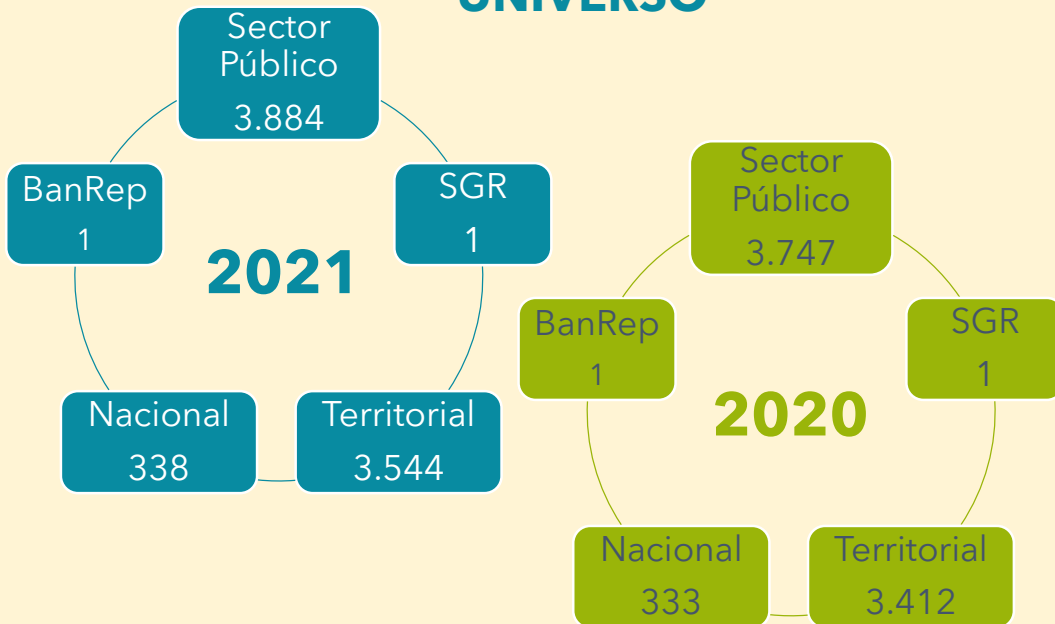 UNIVERSO
Sector
Público
3.884
BanRep
1
SGR
1
2021
Nacional
338
Territorial
3.544
Sector
Público
3.747
BanRep
1
SGR
1
2020
Nacional
333
Territorial
3.412